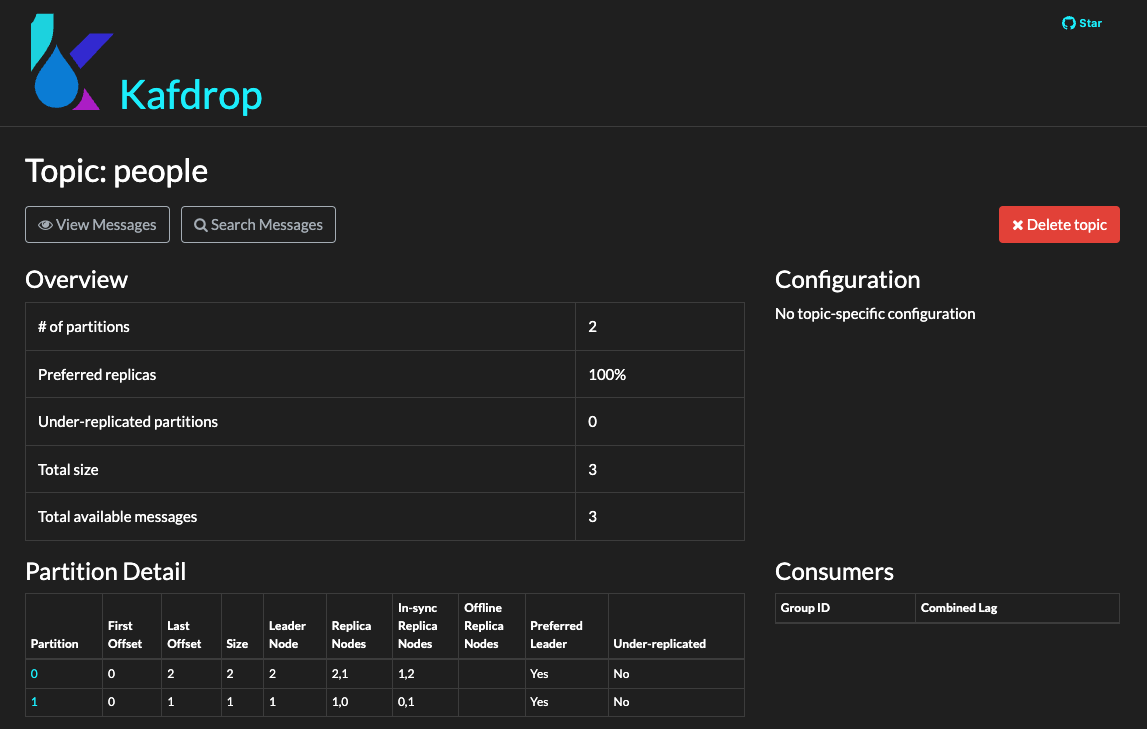 Star
Kafdrop
Topic: people
View Messages Search Messages Delete topic
Overview
# of partitions 2
Preferred replicas 100%
Under-replicated partitions 0
Total size 3
Total available messages 3
Configuration
No topic-specific configuration
Partition Detail
Partition First Offset Last Offset Size Leader Node Replica Nodes In-sync Replica Nodes Offline Replica Nodes Preferred Leader Under-replicated
0 0 2 2 2 2,1 1,2 Yes No
1 0 1 1 1 1,0 0,1 Yes No
Consumers
Group ID Combined Lag